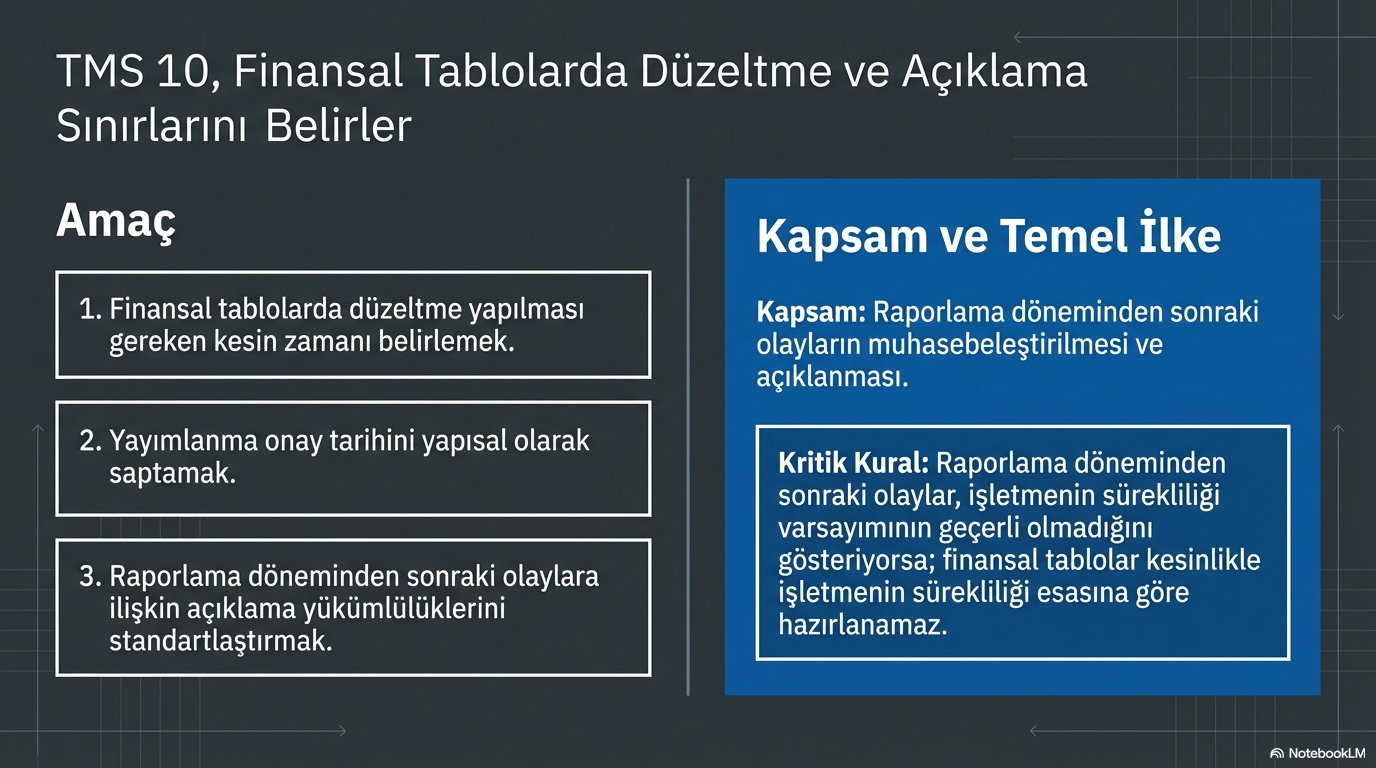 TMS 10, Finansal Tablolarda Düzeltme ve Açıklama
Sınırlarını Belirler
Amaç
1. Finansal tablolarda düzeltme yapılması
gereken kesin zamanı belirlemek.
2. Yayımlanma onay tarihini yapısal olarak
saptamak.
3. Raporlama döneminden sonraki olaylara
ilişkin açıklama yükümlülüklerini
standartlaştırmak.
Kapsam ve Temel İlke
Kapsam: Raporlama döneminden sonraki
olayların muhasebeleştirilmesi ve
açıklanması.
Kritik Kural: Raporlama döneminden
sonraki olaylar, işletmenin sürekliliği
varsayımının geçerli olmadığını
gösteriyorsa; finansal tablolar kesinlikle
işletmenin sürekliliği esasına göre
hazırlanamaz.
NotebookLM